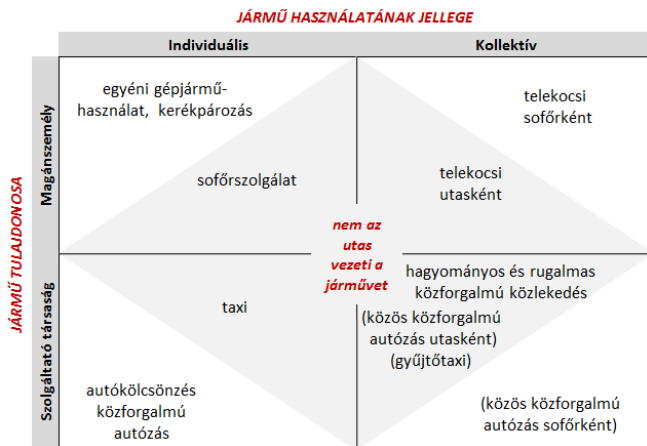 JÁRMŰ HASZNÁLATÁNAK JELLEGE
Individuális
Kollektív
JÁRMŰ TULAJDONOSA
Magánszemély
egyéni gépjármű-
használat, kerékpározás
telekocsi
sofőrként
sofőrszolgálat
telekocsi
utasként
nem az
utas
vezeti a
járművet
Szolgáltató társaság
taxi
hagyományos és rugalmas
közforgalmú közlekedés
(közös közforgalmú
autózás utasként)
(gyűjtőtaxi)
autókölcsönzés
közforgalmú
autózás
(közös közforgalmú
autózás sofőrként)